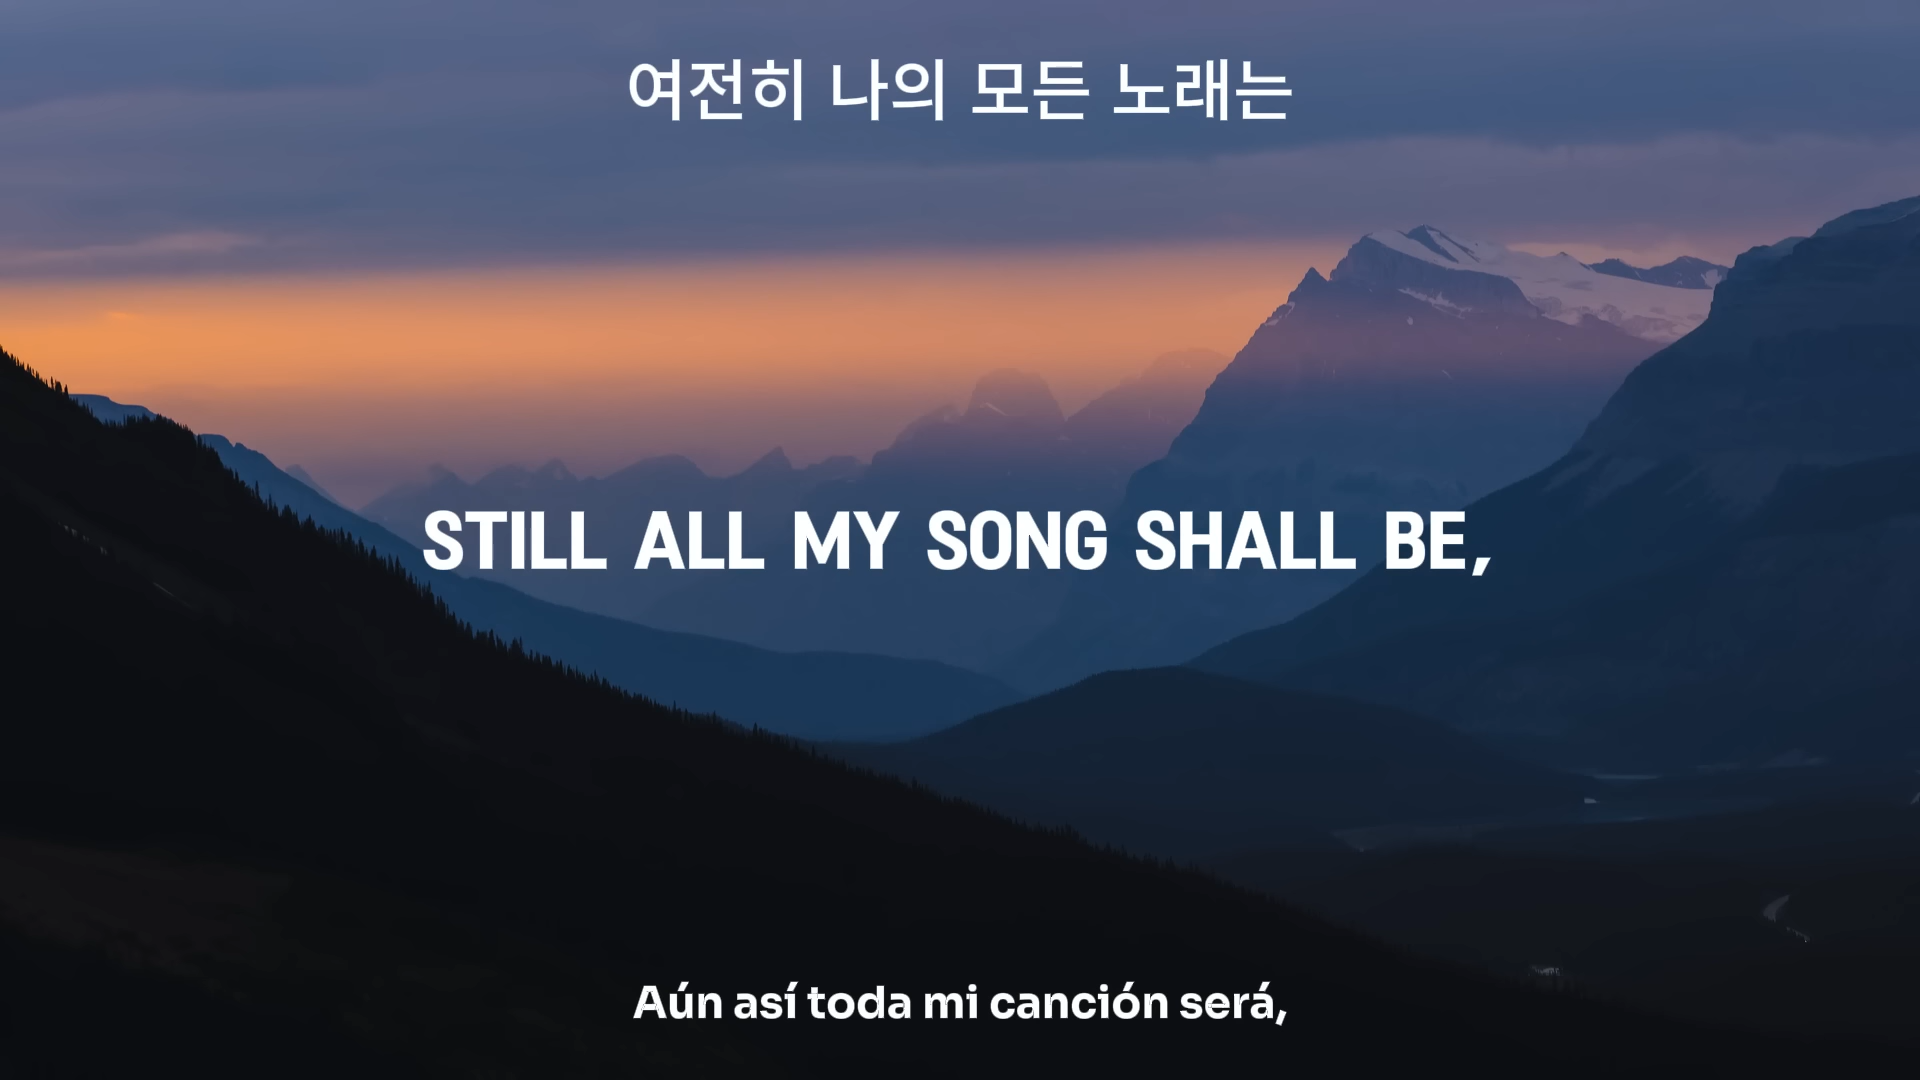 여전히 나의 모든 노래는
STILL ALL MY SONG SHALL BE,
Aún así toda mi canción será,